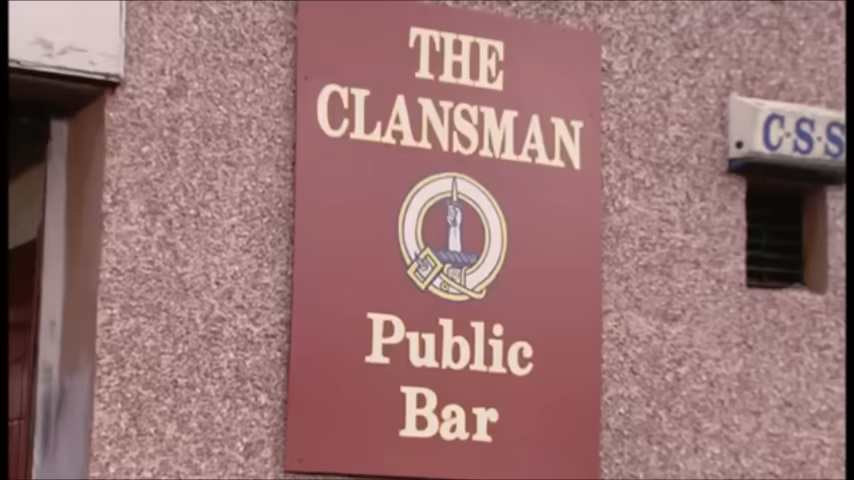 THE
CLANSMAN
Public
Bar
C·S·S